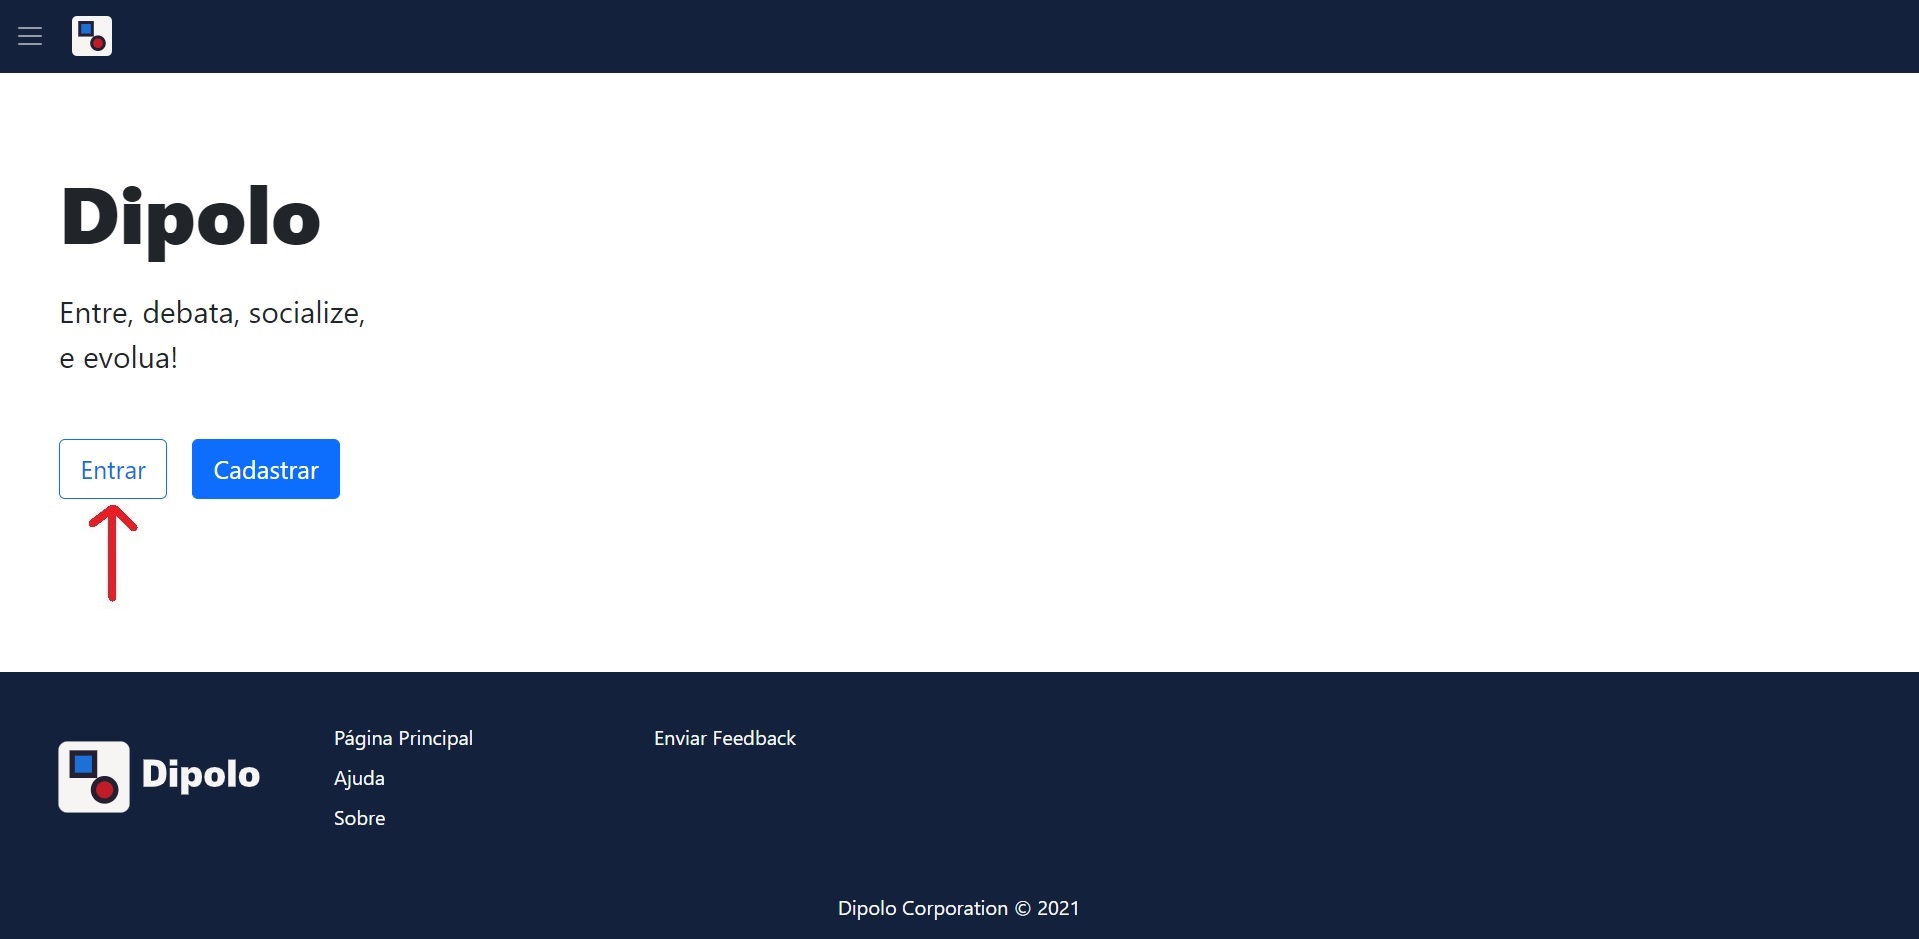 Dipolo
Entre, debata, socialize,
e evolua!
Entrar
Cadastrar
Dipolo
Página Principal
Ajuda
Sobre
Enviar Feedback
Dipolo Corporation © 2021